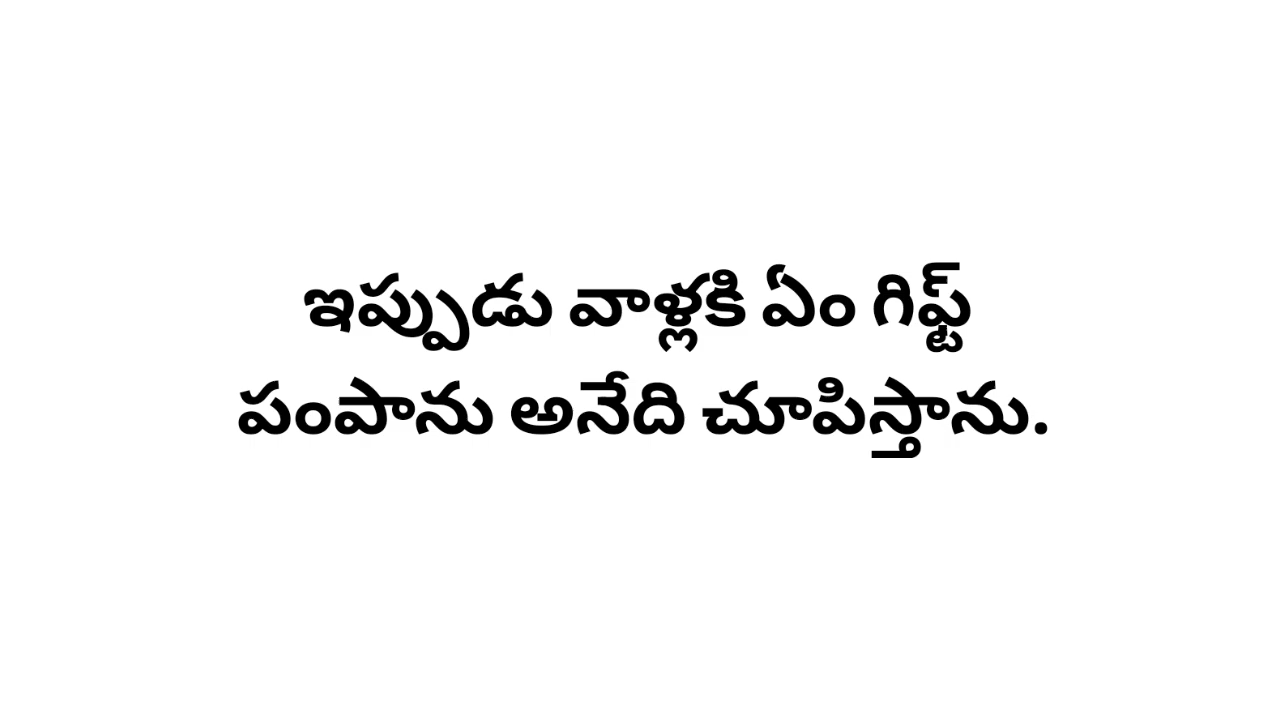 ఇప్పుడు వాళ్లకి ఏం గిఫ్ట్
పంపాను అనేది చూపిస్తాను.